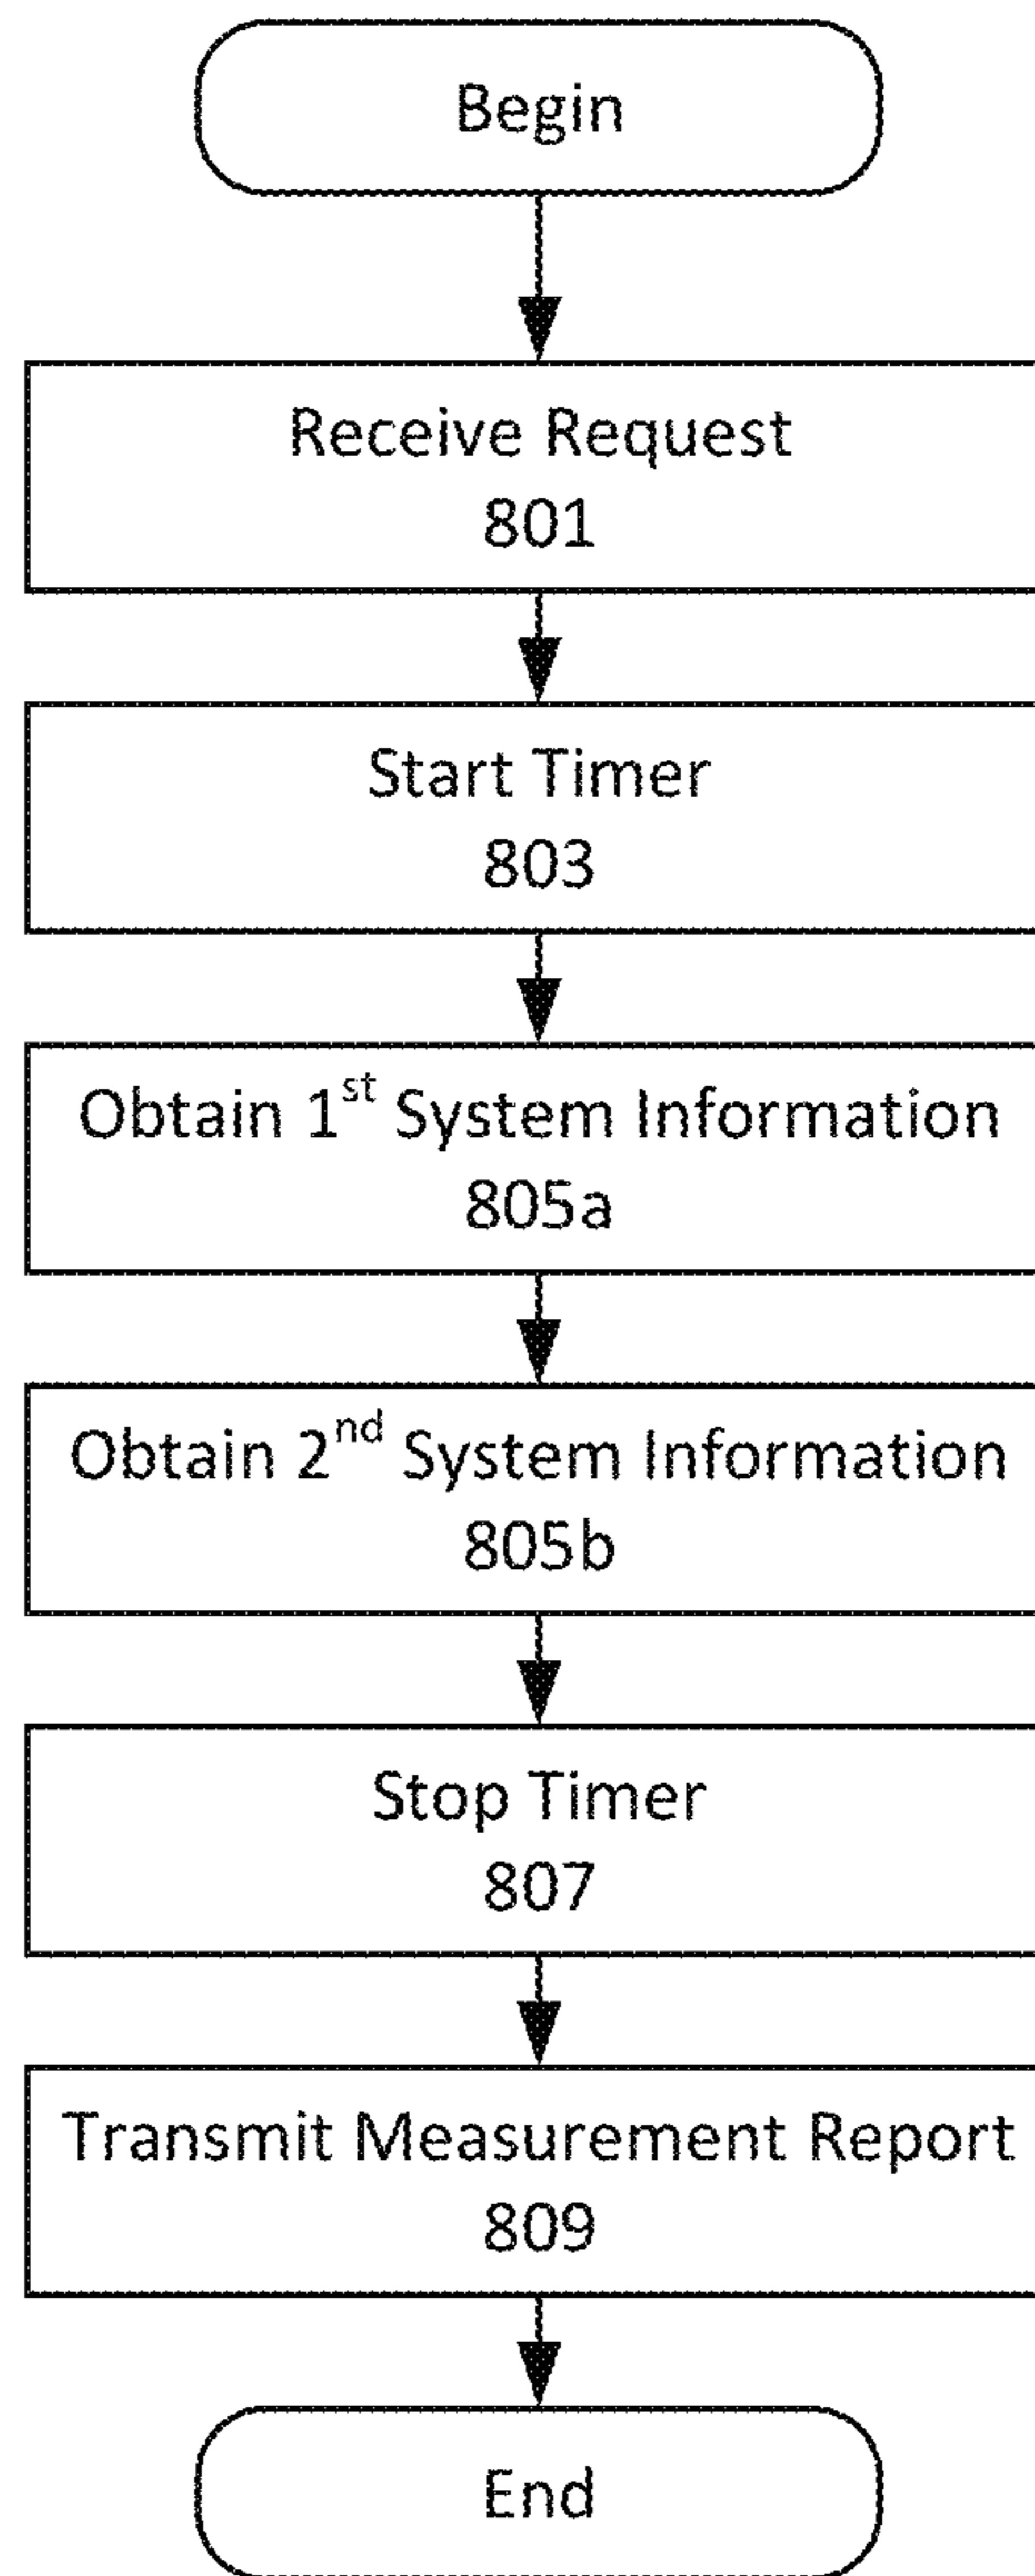 Begin
Receive Request
801
Start Timer
803
Obtain 1st System Information
805a
Obtain 2nd System Information
805b
Stop Timer
807
Transmit Measurement Report
809
End